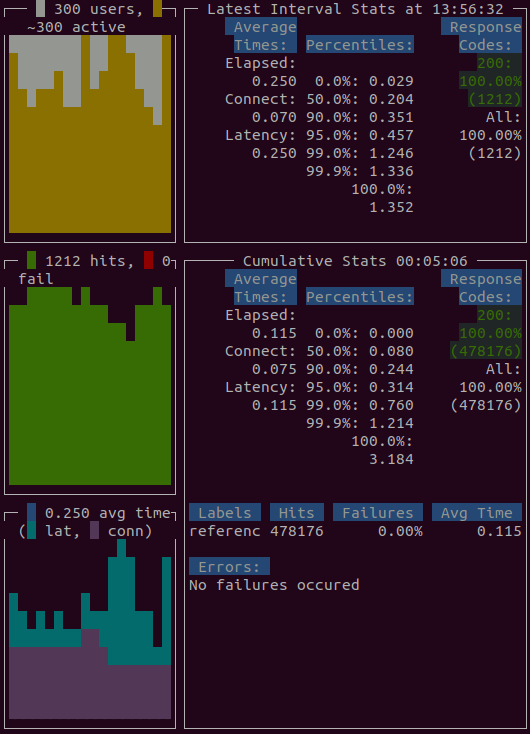 300 users,
~300 active
1212 hits, 0
fail
0.250 avg time
( lat, conn)
Latest Interval Stats at 13:56:32
Average Response
Times: Percentiles: Codes:
Elapsed: 200:
0.250 0.0%: 0.029 100.00%
Connect: 50.0%: 0.204 (1212)
0.070 90.0%: 0.351 All:
Latency: 95.0%: 0.457 100.00%
0.250 99.0%: 1.246 (1212)
99.9%: 1.336
100.0%:
1.352
Cumulative Stats 00:05:06
Average Response
Times: Percentiles: Codes:
Elapsed: 200:
0.115 0.0%: 0.000 100.00%
Connect: 50.0%: 0.080 (478176)
0.075 90.0%: 0.244 All:
Latency: 95.0%: 0.314 100.00%
0.115 99.0%: 0.760 (478176)
99.9%: 1.214
100.0%:
3.184
Labels Hits Failures Avg Time
referenc 478176 0.00% 0.115
Errors:
No failures occured